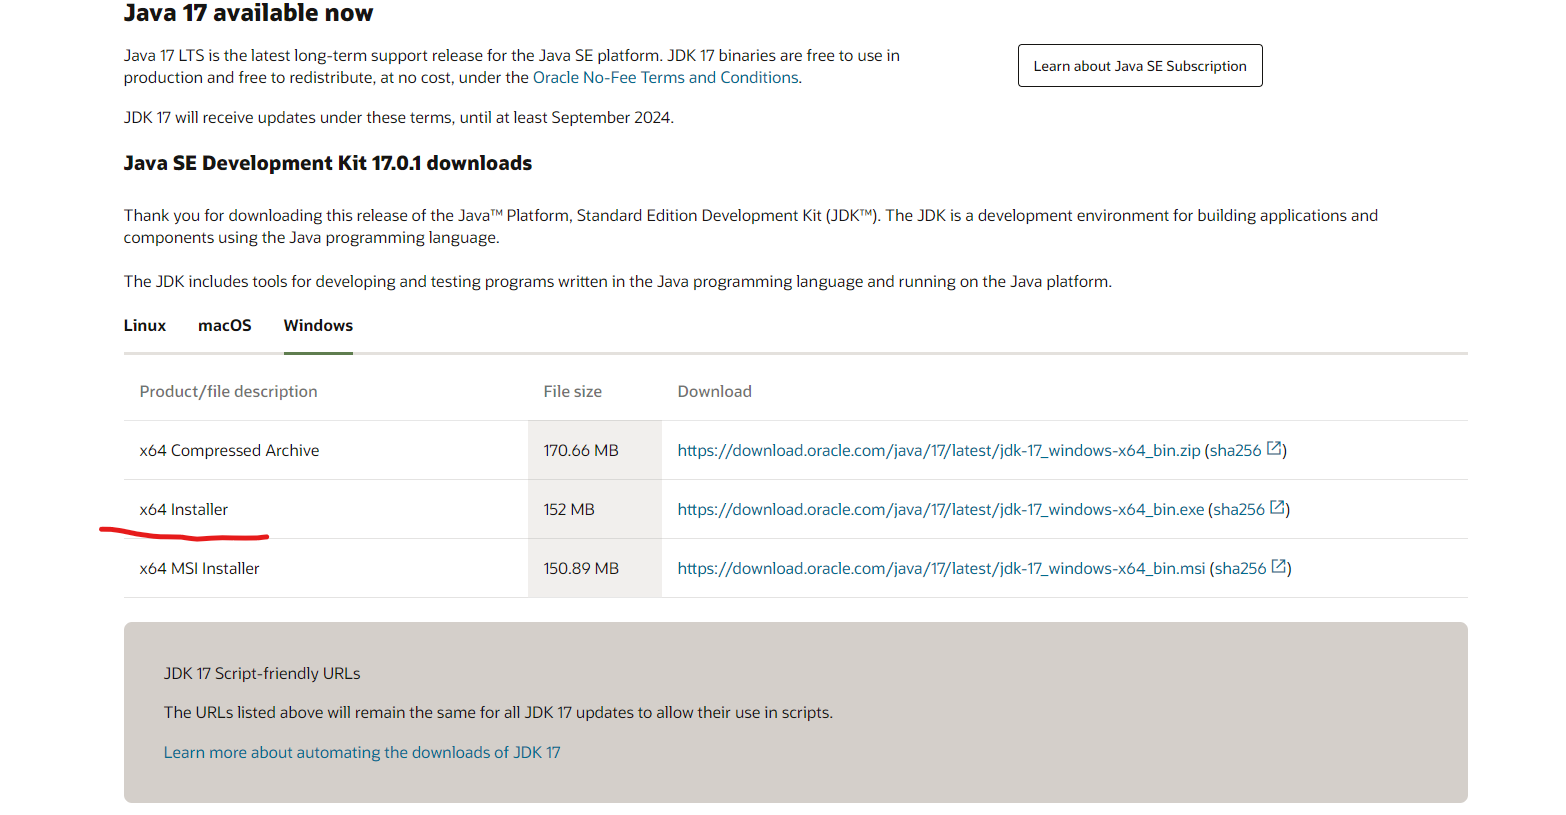 Java 17 available now
Java 17 LTS is the latest long-term support release for the Java SE platform. JDK 17 binaries are free to use in
production and free to redistribute, at no cost, under the Oracle No-Fee Terms and Conditions.
Learn about Java SE Subscription
JDK 17 will receive updates under these terms, until at least September 2024.
Java SE Development Kit 17.0.1 downloads
Thank you for downloading this release of the Java™ Platform, Standard Edition Development Kit (JDK™). The JDK is a development environment for building applications and
components using the Java programming language.
The JDK includes tools for developing and testing programs written in the Java programming language and running on the Java platform.
Linux macOS Windows
Product/file description File size Download
x64 Compressed Archive 170.66 MB https://download.oracle.com/java/17/latest/jdk-17_windows-x64_bin.zip (sha256)
x64 Installer 152 MB https://download.oracle.com/java/17/latest/jdk-17_windows-x64_bin.exe (sha256)
x64 MSI Installer 150.89 MB https://download.oracle.com/java/17/latest/jdk-17_windows-x64_bin.msi (sha256)
JDK 17 Script-friendly URLs
The URLs listed above will remain the same for all JDK 17 updates to allow their use in scripts.
Learn more about automating the downloads of JDK 17